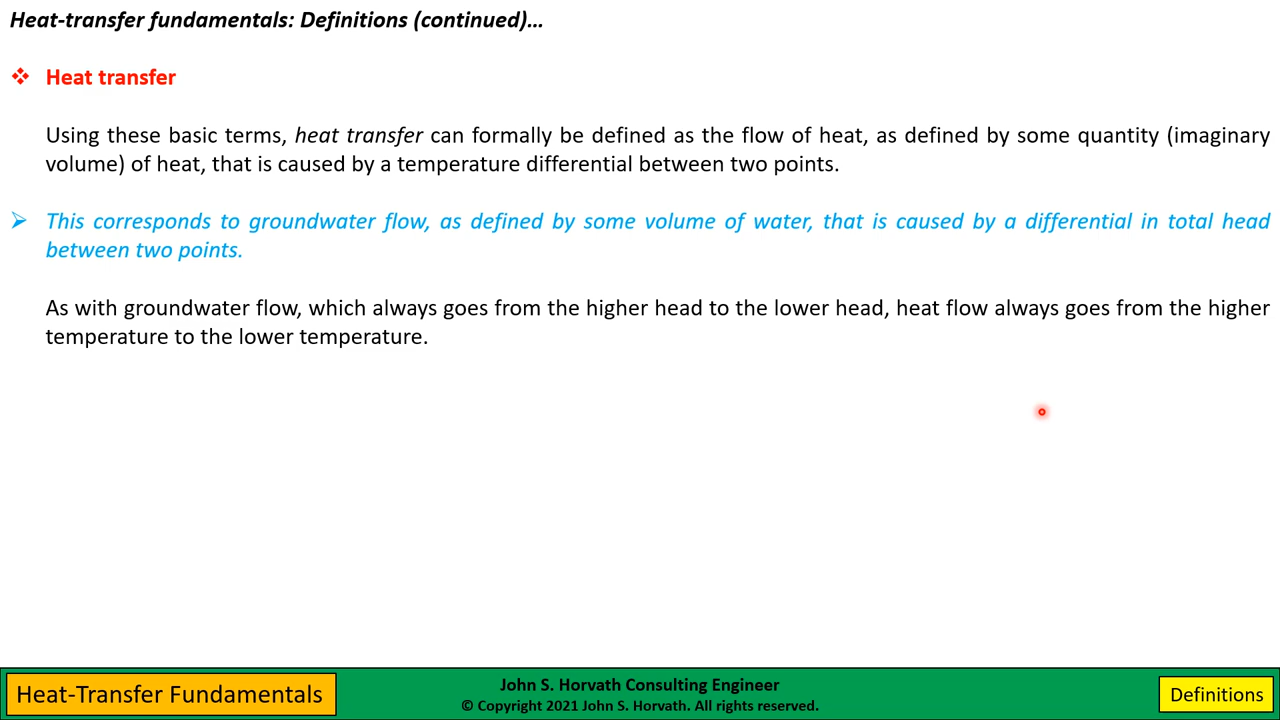 Heat-transfer fundamentals: Definitions (continued)…
❖ Heat transfer
Using these basic terms, heat transfer can formally be defined as the flow of heat, as defined by some quantity (imaginary
volume) of heat, that is caused by a temperature differential between two points.
➢ This corresponds to groundwater flow, as defined by some volume of water, that is caused by a differential in total head
between two points.
As with groundwater flow, which always goes from the higher head to the lower head, heat flow always goes from the higher
temperature to the lower temperature.
Heat-Transfer Fundamentals
John S. Horvath Consulting Engineer
© Copyright 2021 John S. Horvath. All rights reserved.
Definitions